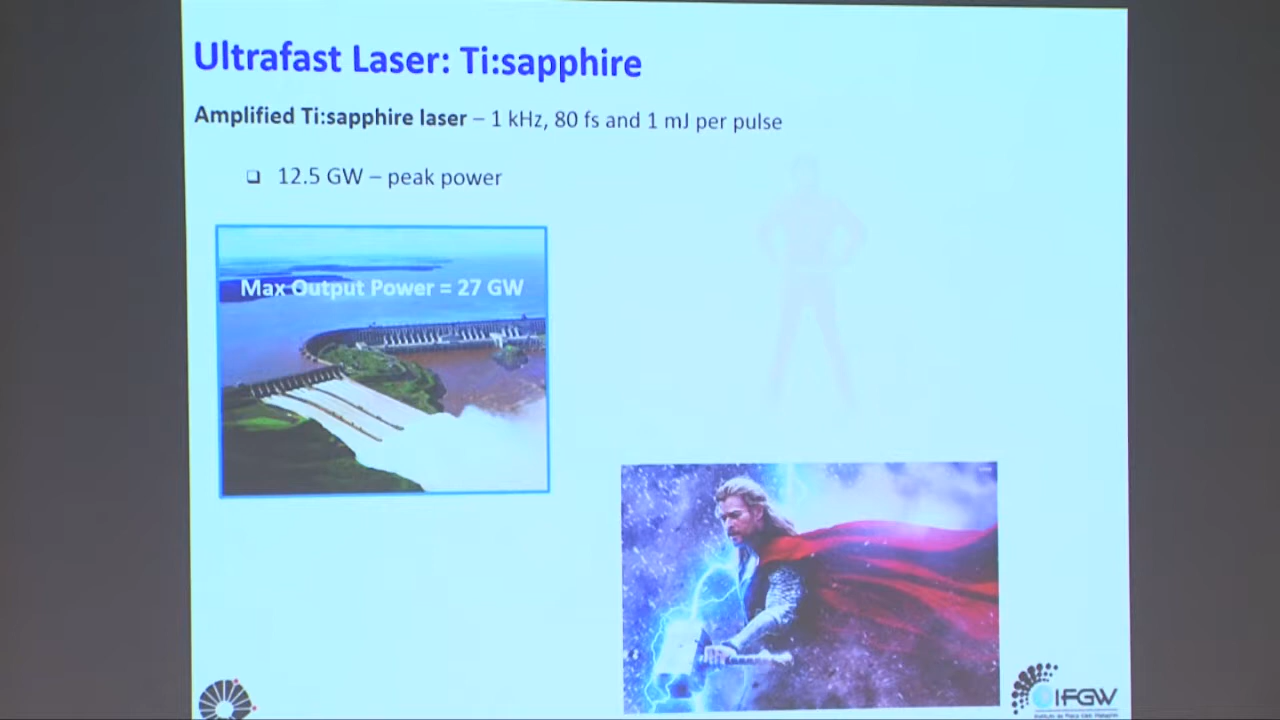 Ultrafast Laser: Ti:sapphire
Amplified Ti:sapphire laser – 1 kHz, 80 fs and 1 mJ per pulse
❑ 12.5 GW – peak power
Max Output Power = 27 GW
IFGW